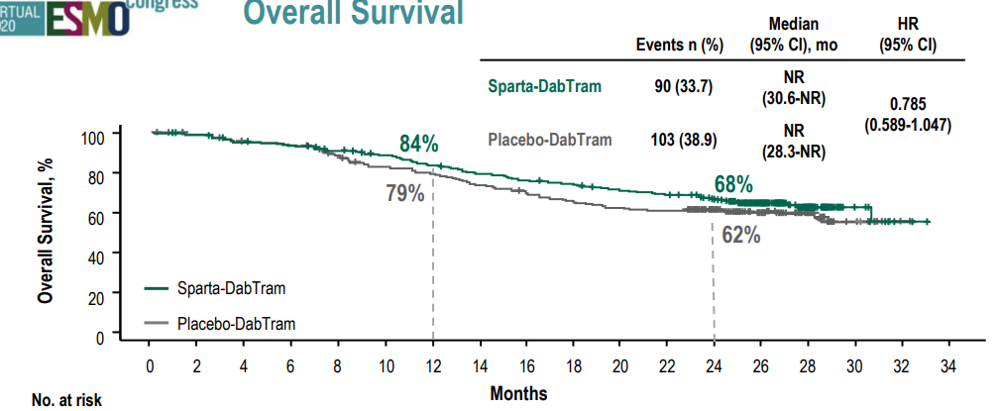 RTUAL
020
ESMO
congress
Overall Survival
Events n (%)
Median
(95% CI), mo
HR
(95% CI)
Sparta-DabTram
90 (33.7)
NR
(30.6-NR)
0.785
(0.589-1.047)
Placebo-DabTram
103 (38.9)
NR
(28.3-NR)
Overall Survival, %
100
80
60
40
20
0
84%
79%
68%
62%
Sparta-DabTram
Placebo-DabTram
0 2 4 6 8 10 12 14 16 18 20 22 24 26 28 30 32 34
Months
No. at risk